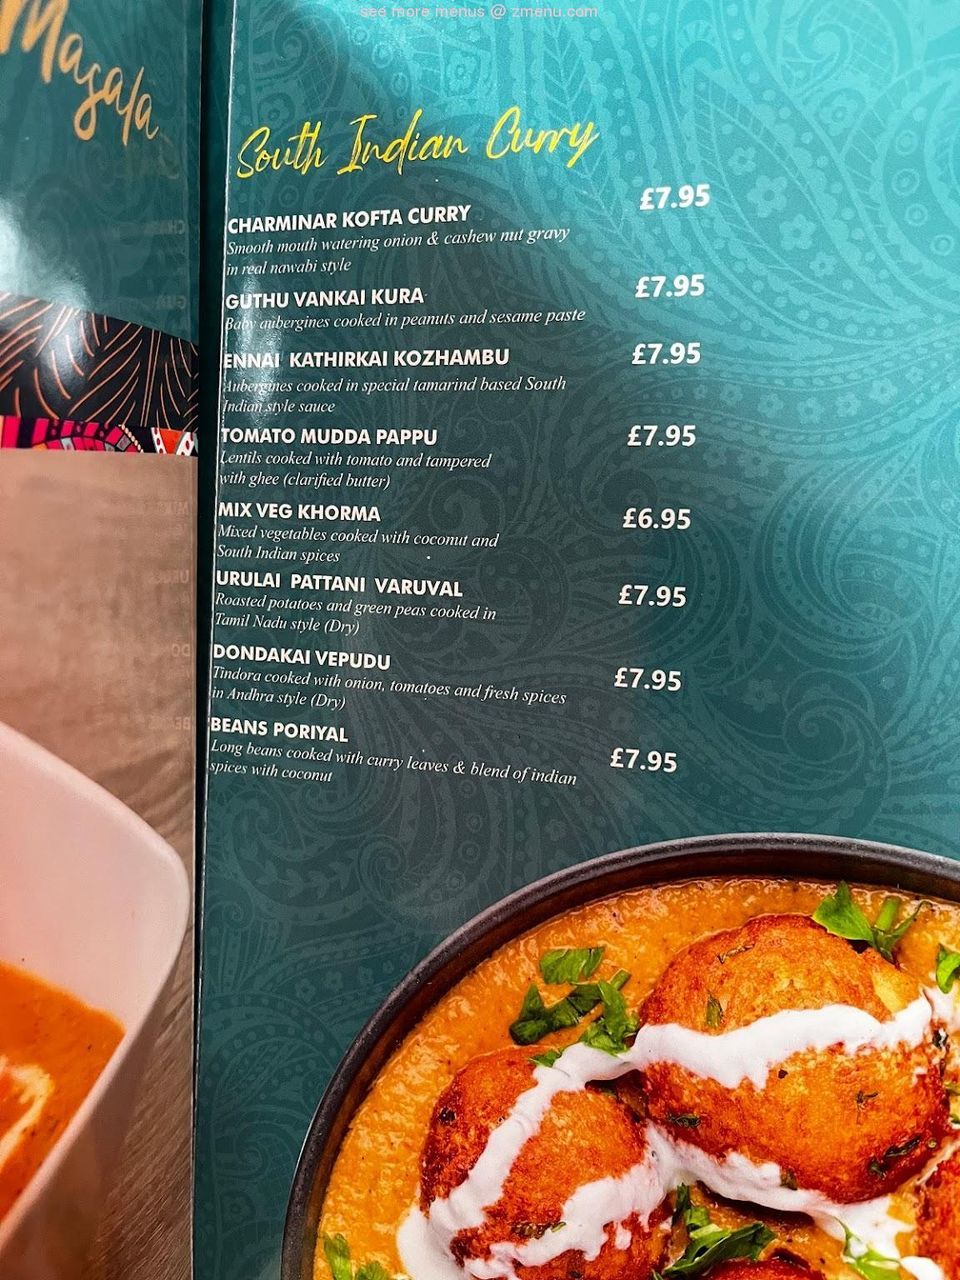 see more menus @ zmenu.com
Masala
South Indian Curry
CHARMINAR KOFTA CURRY £7.95
Smooth mouth watering onion & cashew nut gravy
in real nawabi style
GUTHU VANKAI KURA £7.95
Baby aubergines cooked in peanuts and sesame paste
ENNAI KATHIRKAI KOZHAMBU £7.95
Aubergines cooked in special tamarind based South
Indian style sauce
TOMATO MUDDA PAPPU £7.95
Lentils cooked with tomato and tampered
with ghee (clarified butter)
MIX VEG KHORMA £6.95
Mixed vegetables cooked with coconut and
South Indian spices
URULAI PATTANI VARUVAL £7.95
Roasted potatoes and green peas cooked in
Tamil Nadu style (Dry)
DONDAKAI VEPUDU £7.95
Tindora cooked with onion, tomatoes and fresh spices
in Andhra style (Dry)
BEANS PORIYAL £7.95
Long beans cooked with curry leaves & blend of indian
spices with coconut